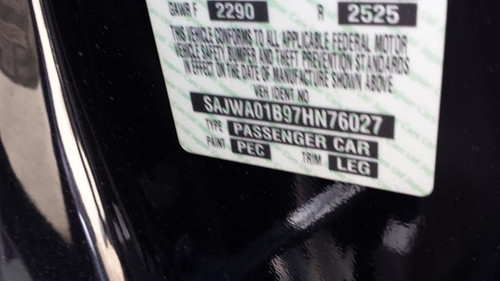 GAWR F 2290 R 2525
THIS VEHICLE CONFORMS TO ALL APPLICABLE FEDERAL MOTOR
VEHICLE SAFETY BUMPER AND THEFT PREVENTION STANDARDS
IN EFFECT ON THE DATE OF MANUFACTURE SHOWN ABOVE
VEH IDENT NO
SAJWA01B97HN76027
TYPE PASSENGER CAR
PAINT PEC TRIM LEG